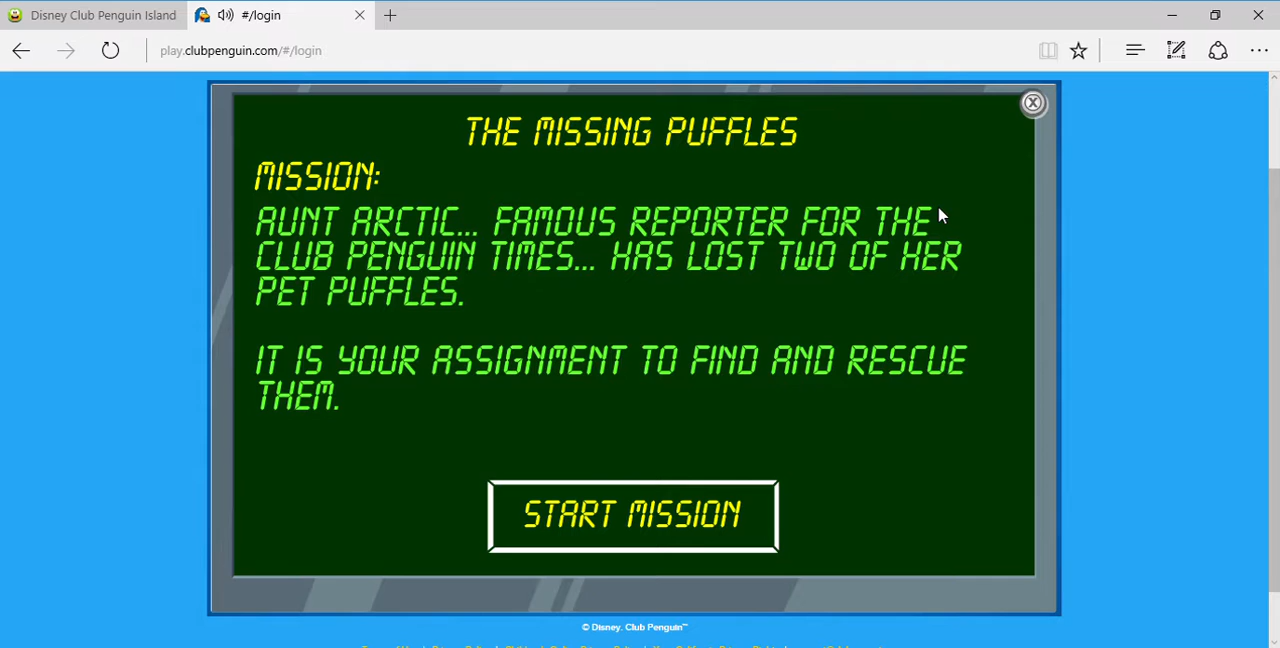 Disney Club Penguin Island
#/login
play.clubpenguin.com/#/login
THE MISSING PUFFLES
MISSION:
AUNT ARCTIC... FAMOUS REPORTER FOR THE
CLUB PENGUIN TIMES... HAS LOST TWO OF HER
PET PUFFLES.
IT IS YOUR ASSIGNMENT TO FIND AND RESCUE
THEM.
START MISSION
© Disney. Club Penguin™